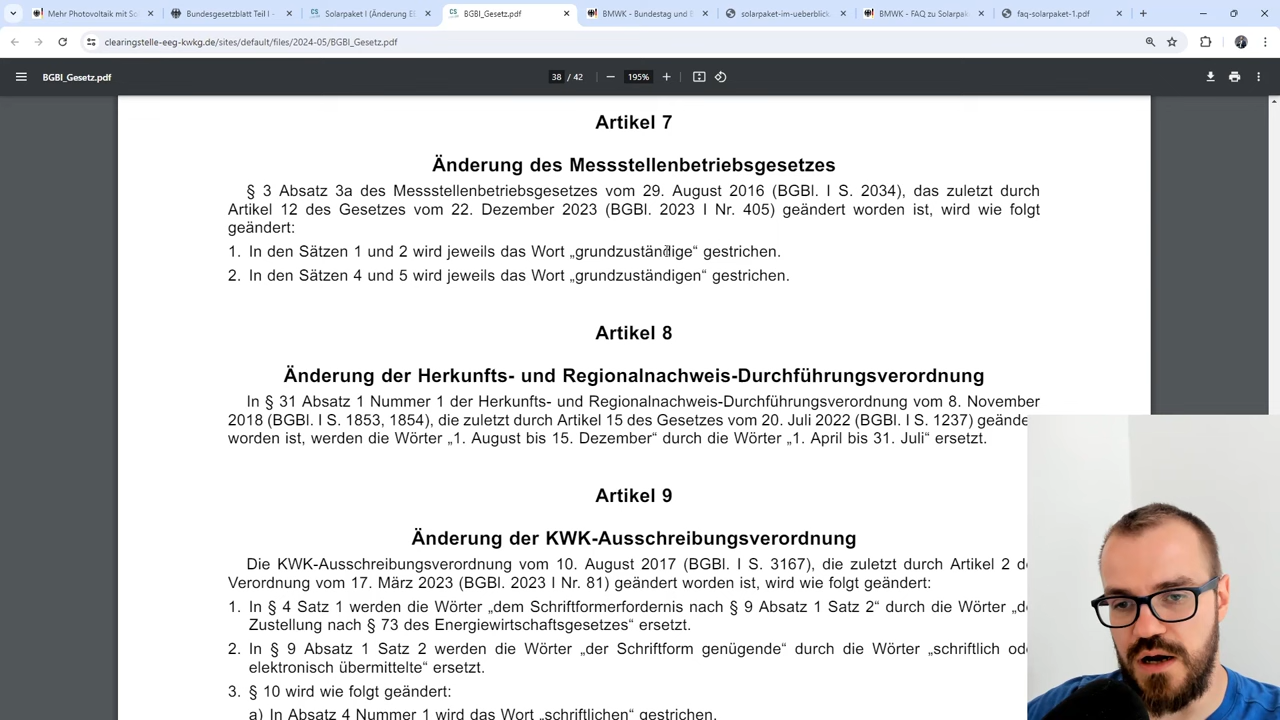 Mehr Photovoltaik mit So
Bundesgesetzblatt Teil I -
Solarpaket I (Änderung EE
BGBl_Gesetz.pdf
BMWK - Bundestag und B
solarpaket-im-ueberblick.
BMWK - FAQ zu Solarpak
faq-solarpaket-1.pdf
clearingstelle-eeg-kwkg.de/sites/default/files/2024-05/BGBl_Gesetz.pdf
BGBl_Gesetz.pdf
38 / 42
195%
Artikel 7
Änderung des Messstellenbetriebsgesetzes
§ 3 Absatz 3a des Messstellenbetriebsgesetzes vom 29. August 2016 (BGBl. I S. 2034), das zuletzt durch
Artikel 12 des Gesetzes vom 22. Dezember 2023 (BGBl. 2023 I Nr. 405) geändert worden ist, wird wie folgt
geändert:
1. In den Sätzen 1 und 2 wird jeweils das Wort „grundzuständige“ gestrichen.
2. In den Sätzen 4 und 5 wird jeweils das Wort „grundzuständigen“ gestrichen.
Artikel 8
Änderung der Herkunfts- und Regionalnachweis-Durchführungsverordnung
In § 31 Absatz 1 Nummer 1 der Herkunfts- und Regionalnachweis-Durchführungsverordnung vom 8. November
2018 (BGBl. I S. 1853, 1854), die zuletzt durch Artikel 15 des Gesetzes vom 20. Juli 2022 (BGBl. I S. 1237) geände
worden ist, werden die Wörter „1. August bis 15. Dezember“ durch die Wörter „1. April bis 31. Juli“ ersetzt.
Artikel 9
Änderung der KWK-Ausschreibungsverordnung
Die KWK-Ausschreibungsverordnung vom 10. August 2017 (BGBl. I S. 3167), die zuletzt durch Artikel 2 d
Verordnung vom 17. März 2023 (BGBl. 2023 I Nr. 81) geändert worden ist, wird wie folgt geändert:
1. In § 4 Satz 1 werden die Wörter „dem Schriftformerfordernis nach § 9 Absatz 1 Satz 2“ durch die Wörter „d
Zustellung nach § 73 des Energiewirtschaftsgesetzes“ ersetzt.
2. In § 9 Absatz 1 Satz 2 werden die Wörter „der Schriftform genügende“ durch die Wörter „schriftlich od
elektronisch übermittelte“ ersetzt.
3. § 10 wird wie folgt geändert:
a) In Absatz 4 Nummer 1 wird das Wort „schriftlichen“ gestrichen.